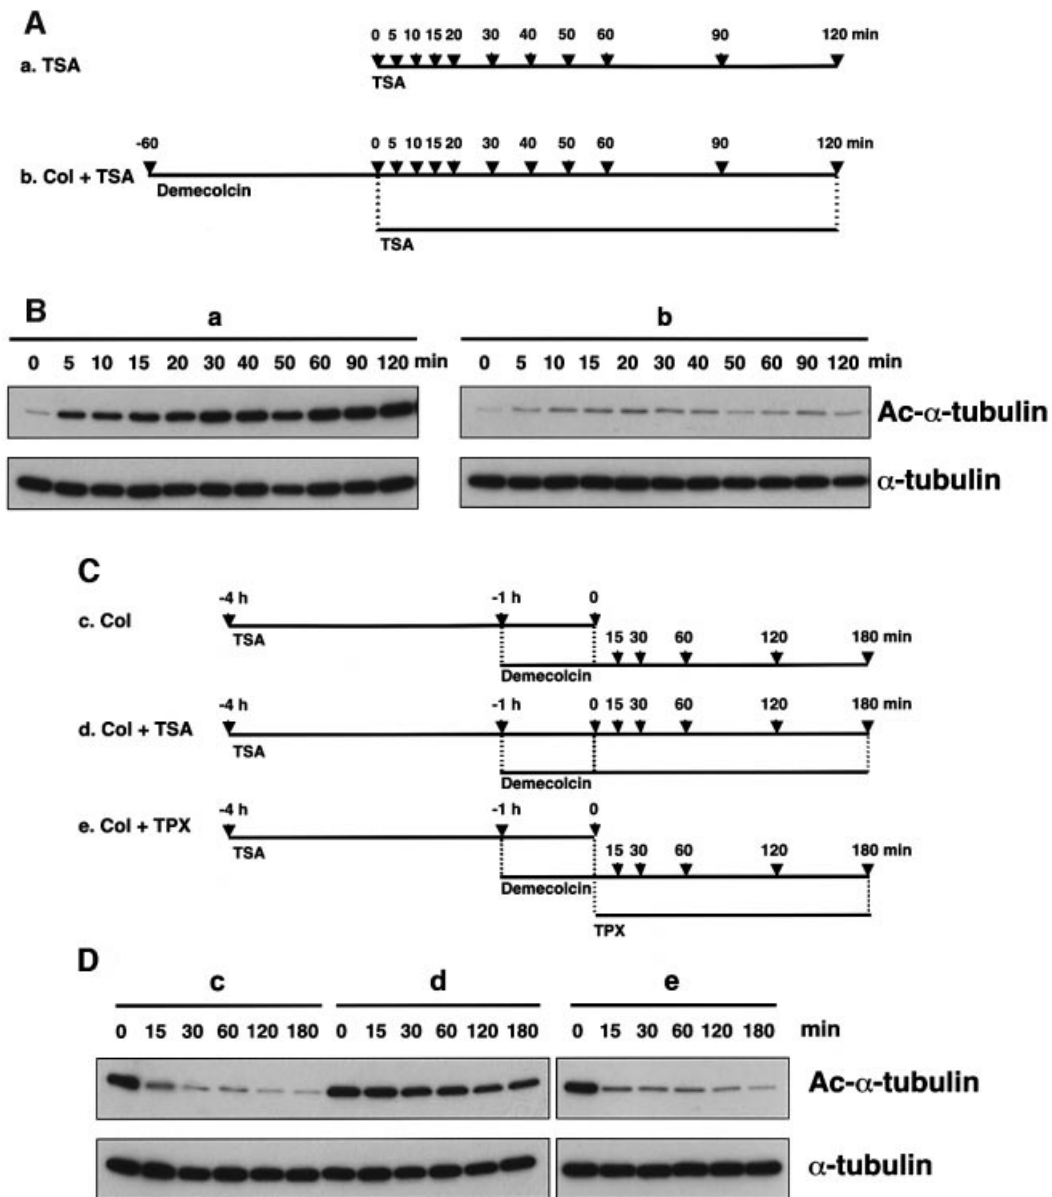 A
0 5 10 15 20 30 40 50 60 90 120 min
a. TSA
TSA
-60 0 5 10 15 20 30 40 50 60 90 120 min
b. Col + TSA
Demecolcin
TSA
B
a b
0 5 10 15 20 30 40 50 60 90 120 min 0 5 10 15 20 30 40 50 60 90 120 min
Ac-α-tubulin
α-tubulin
C
-4 h -1 h 0
c. Col
TSA 15 30 60 120 180 min
Demecolcin
-4 h -1 h 0 15 30 60 120 180 min
d. Col + TSA
TSA
Demecolcin
-4 h -1 h 0
e. Col + TPX
TSA 15 30 60 120 180 min
Demecolcin
TPX
D
c d e
0 15 30 60 120 180 0 15 30 60 120 180 0 15 30 60 120 180 min
Ac-α-tubulin
α-tubulin